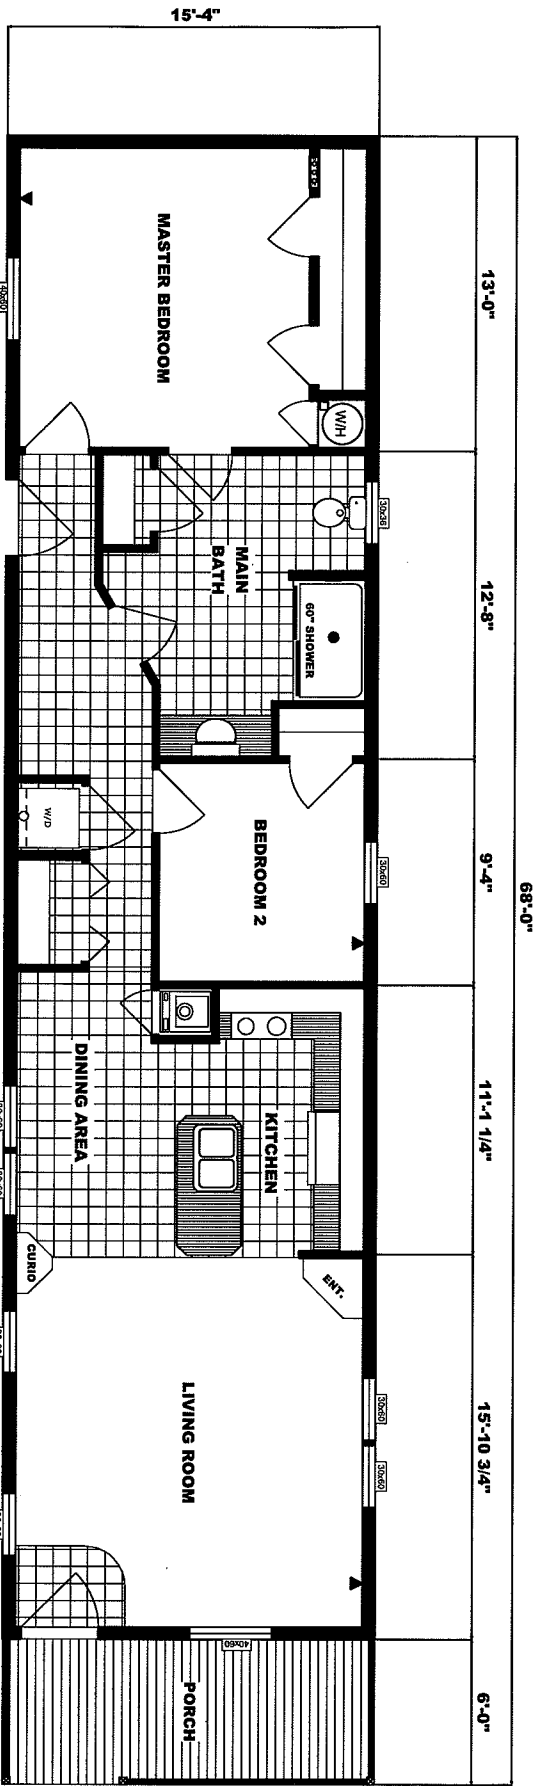 15'-4"
MASTER BEDROOM
13'-0"
W/H
40x60
30x36
MAIN
BATH
60" SHOWER
12'-8"
W/D
BEDROOM 2
30x60
9'-4"
68'-0"
DINING AREA
KITCHEN
11'-1 1/4"
CURIO
ENT.
LIVING ROOM
30x60
30x60
15'-10 3/4"
40x60
PORCH
6'-0"